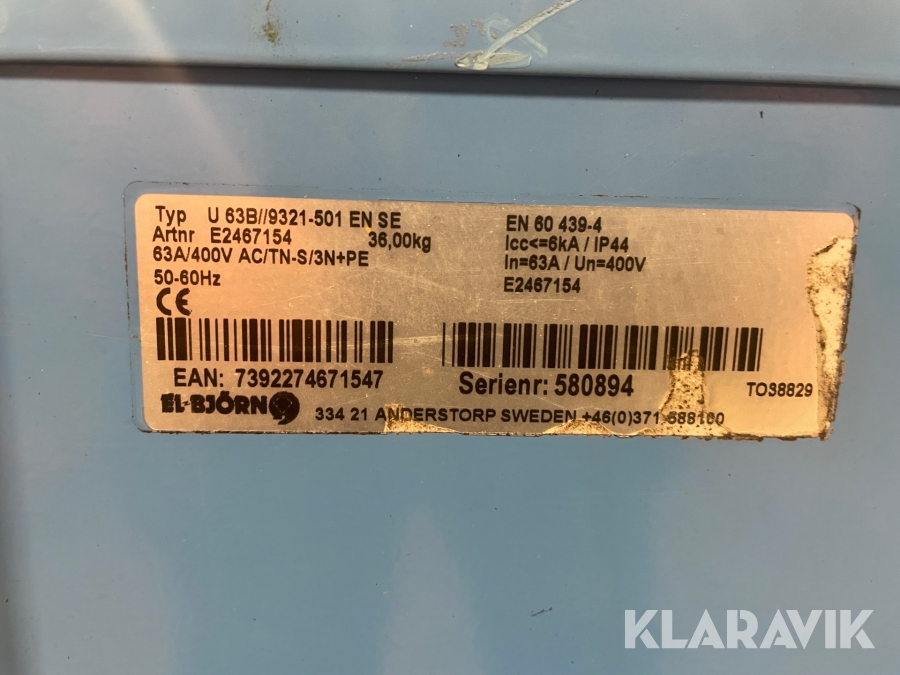 Typ U 63B//9321-501 EN SE
Artnr E2467154 36,00kg
63A/400V AC/TN-S/3N+PE
50-60Hz
CE
EN 60 439-4
Icc<=6kA / IP44
In=63A / Un=400V
E2467154
EAN: 7392274671547
Serienr: 580894
TO38829
EL-BJÖRN
334 21 ANDERSTORP SWEDEN +46(0)371 588100
KLARAVIK